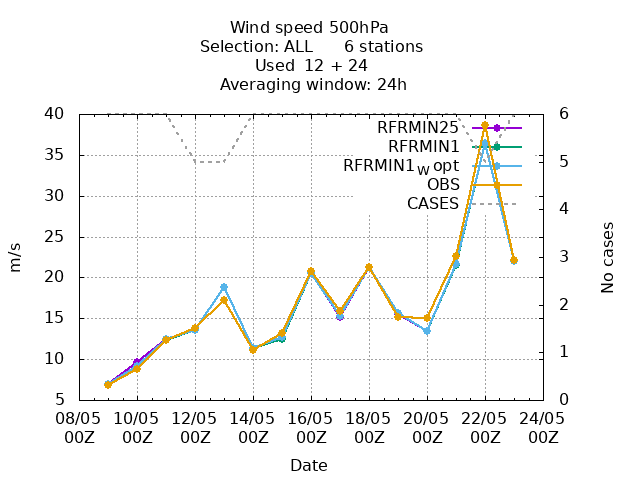 Wind speed 500hPa
Selection: ALL 6 stations
Used 12 + 24
Averaging window: 24h
RFRMIN25
RFRMIN1
RFRMIN1W opt
OBS
CASES
40
35
30
25
20
15
10
5
m/s
6
5
4
3
2
1
0
No cases
08/05 10/05 12/05 14/05 16/05 18/05 20/05 22/05 24/05
00Z 00Z 00Z 00Z 00Z 00Z 00Z 00Z 00Z
Date